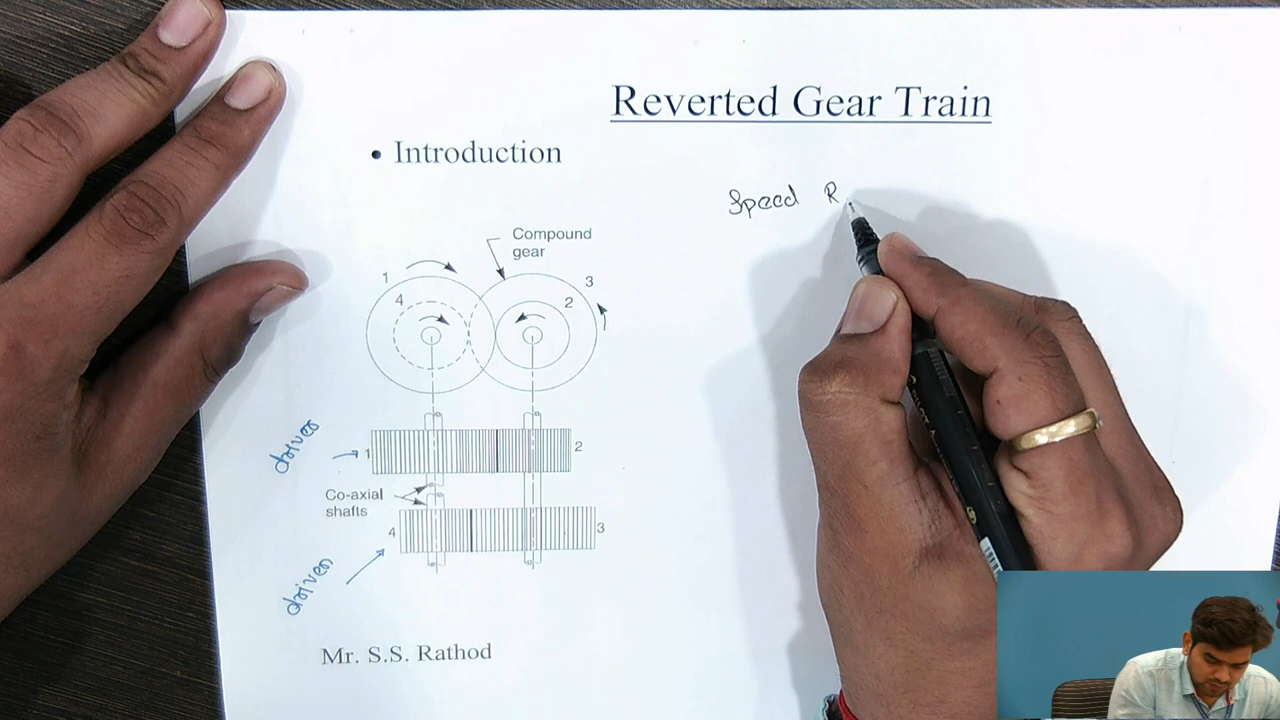 Reverted Gear Train
• Introduction
Speed R
Compound
gear
1
3
4
2
driver
1
2
Co-axial
shafts
4
3
driven
Mr. S.S. Rathod